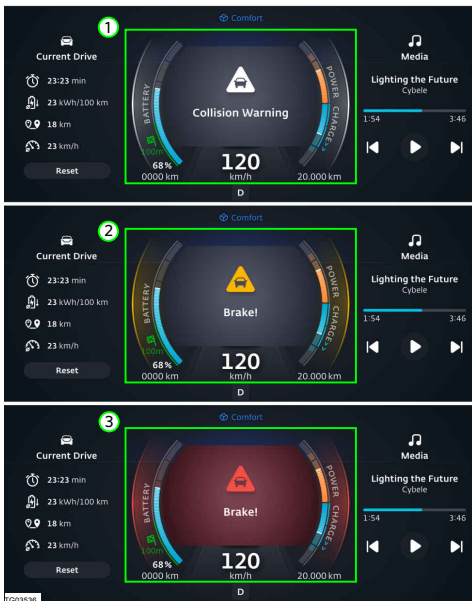 1
Comfort
Current Drive
23:23 min
23 kWh/100 km
18 km
23 km/h
Reset
BATTERY
100m
68%
0000 km
Collision Warning
120
km/h
D
POWER
CHARGE>
20.000 km
Media
Lighting the Future
Cybele
1:54
3:46
2
Comfort
Current Drive
23:23 min
23 kWh/100 km
18 km
23 km/h
Reset
BATTERY
100m
68%
0000 km
Brake!
120
km/h
D
POWER
CHARGE>
20.000 km
Media
Lighting the Future
Cybele
1:54
3:46
3
Comfort
Current Drive
23:23 min
23 kWh/100 km
18 km
23 km/h
Reset
BATTERY
100m
68%
0000 km
Brake!
120
km/h
D
POWER
CHARGE>
20.000 km
Media
Lighting the Future
Cybele
1:54
3:46
TG03536